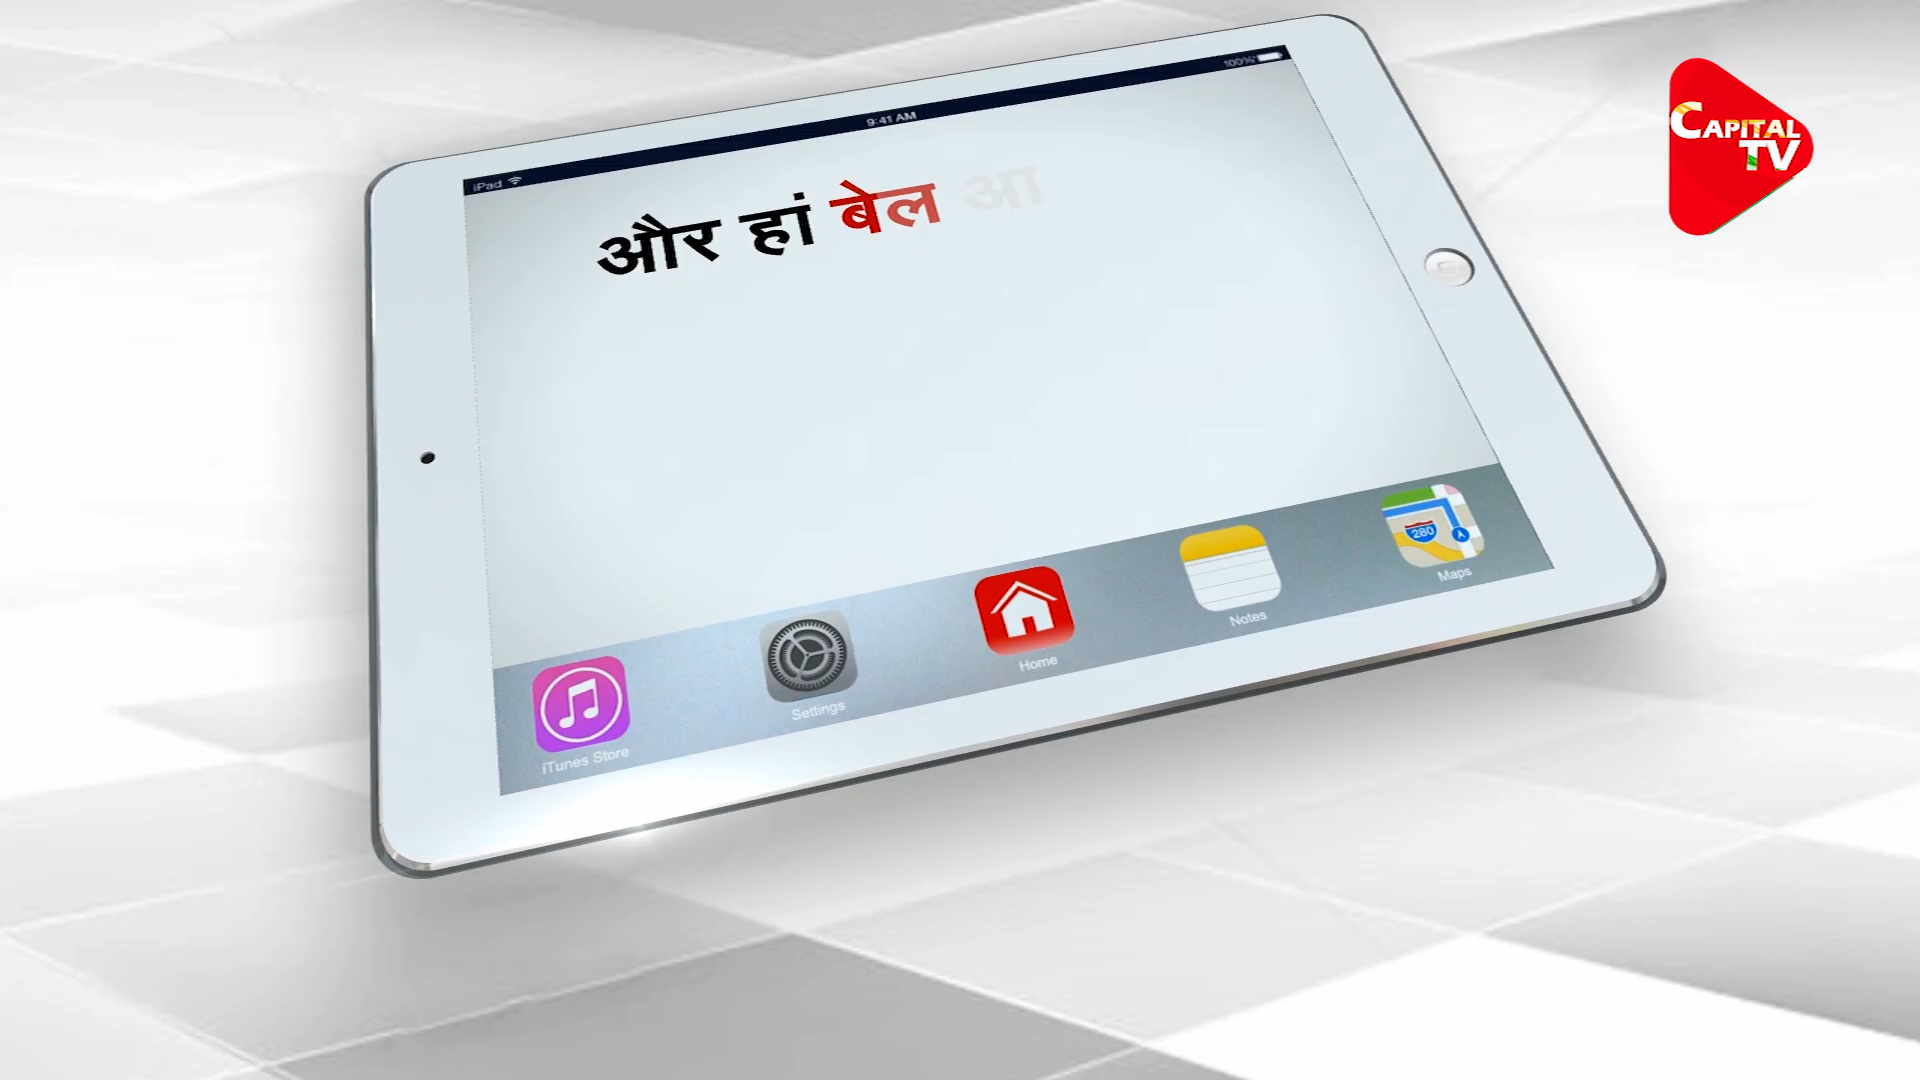 CAPITAL
TV
iPad
9:41 AM
100%
और हां बेल आ
280
iTunes Store
Settings
Home
Notes
Maps